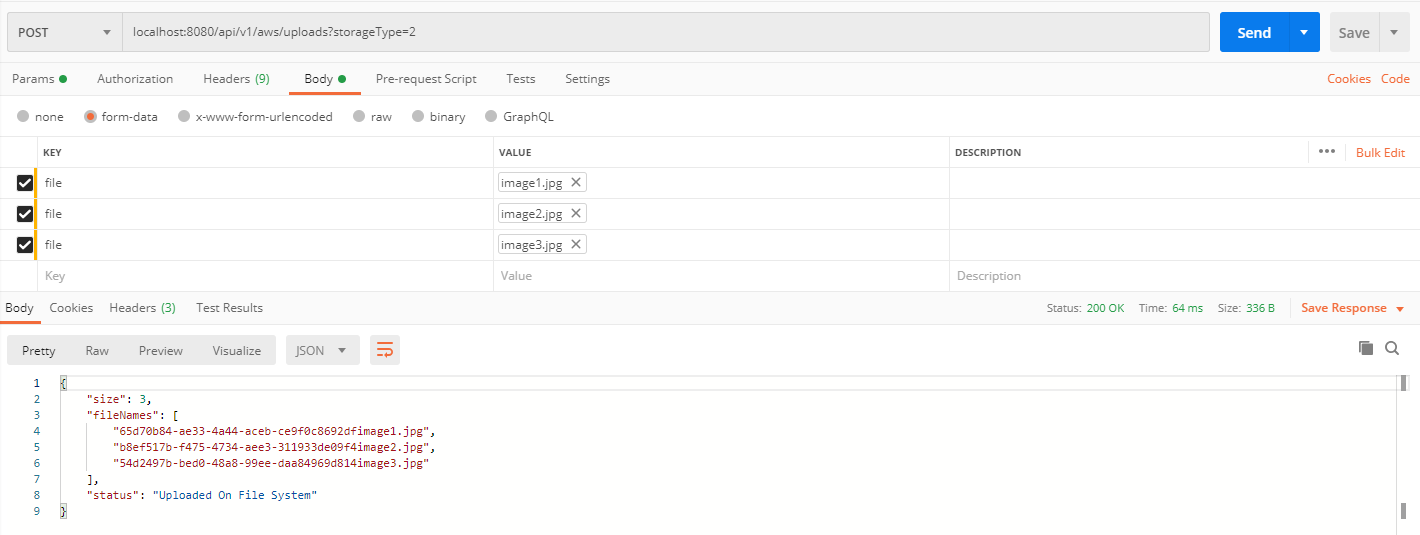 POST localhost:8080/api/v1/aws/uploads?storageType=2 Send Save
Params Authorization Headers (9) Body Pre-request Script Tests Settings Cookies Code
none form-data x-www-form-urlencoded raw binary GraphQL
KEY VALUE DESCRIPTION ••• Bulk Edit
file image1.jpg ✕
file image2.jpg ✕
file image3.jpg ✕
Key Value Description
Body Cookies Headers (3) Test Results Status: 200 OK Time: 64 ms Size: 336 B Save Response
Pretty Raw Preview Visualize JSON
1 {
2 "size": 3,
3 "fileNames": [
4 "65d70b84-ae33-4a44-aceb-ce9f0c8692dfimage1.jpg",
5 "b8ef517b-f475-4734-aee3-311933de09f4image2.jpg",
6 "54d2497b-bed0-48a8-99ee-daa84969d814image3.jpg"
7 ],
8 "status": "Uploaded On File System"
9 }